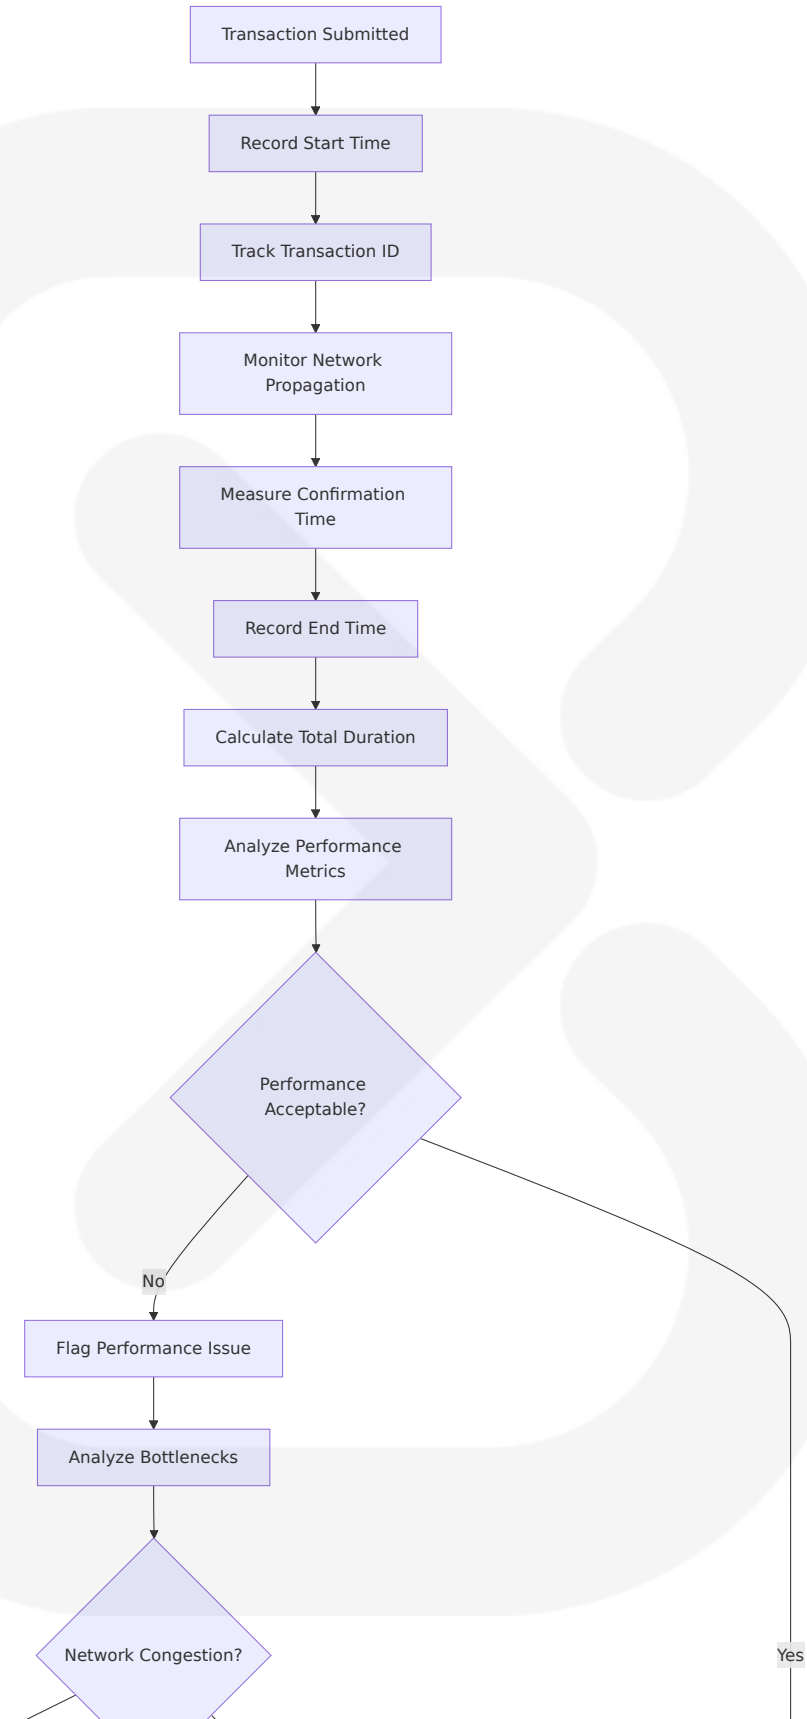 Transaction Submitted
Record Start Time
Track Transaction ID
Monitor Network
Propagation
Measure Confirmation
Time
Record End Time
Calculate Total Duration
Analyze Performance
Metrics
Performance
Acceptable?
No
Flag Performance Issue
Analyze Bottlenecks
Network Congestion?
Yes